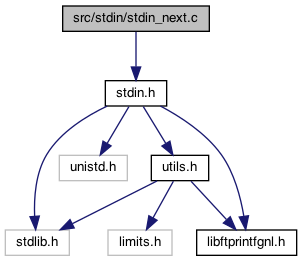 src/stdin/stdin_next.c
stdin.h
unistd.h
utils.h
stdlib.h
limits.h
libftprintfgnl.h